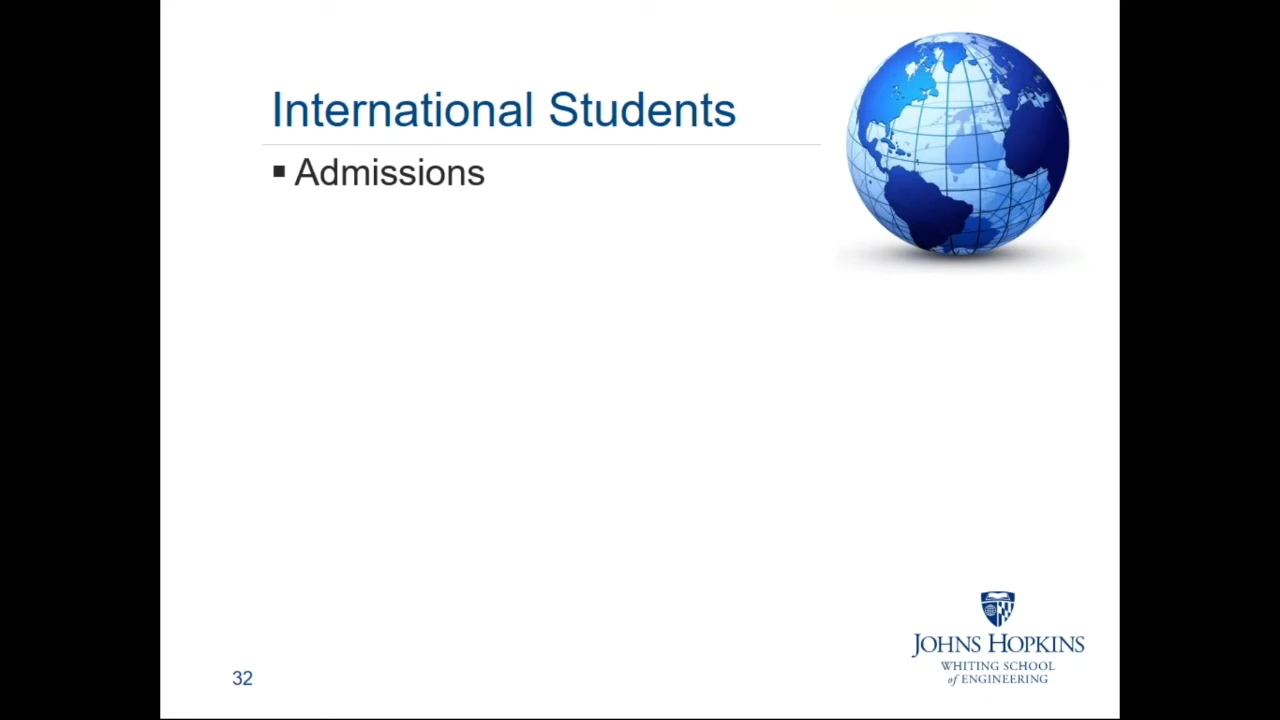 International Students
▪ Admissions
JOHNS HOPKINS
WHITING SCHOOL
of ENGINEERING
32